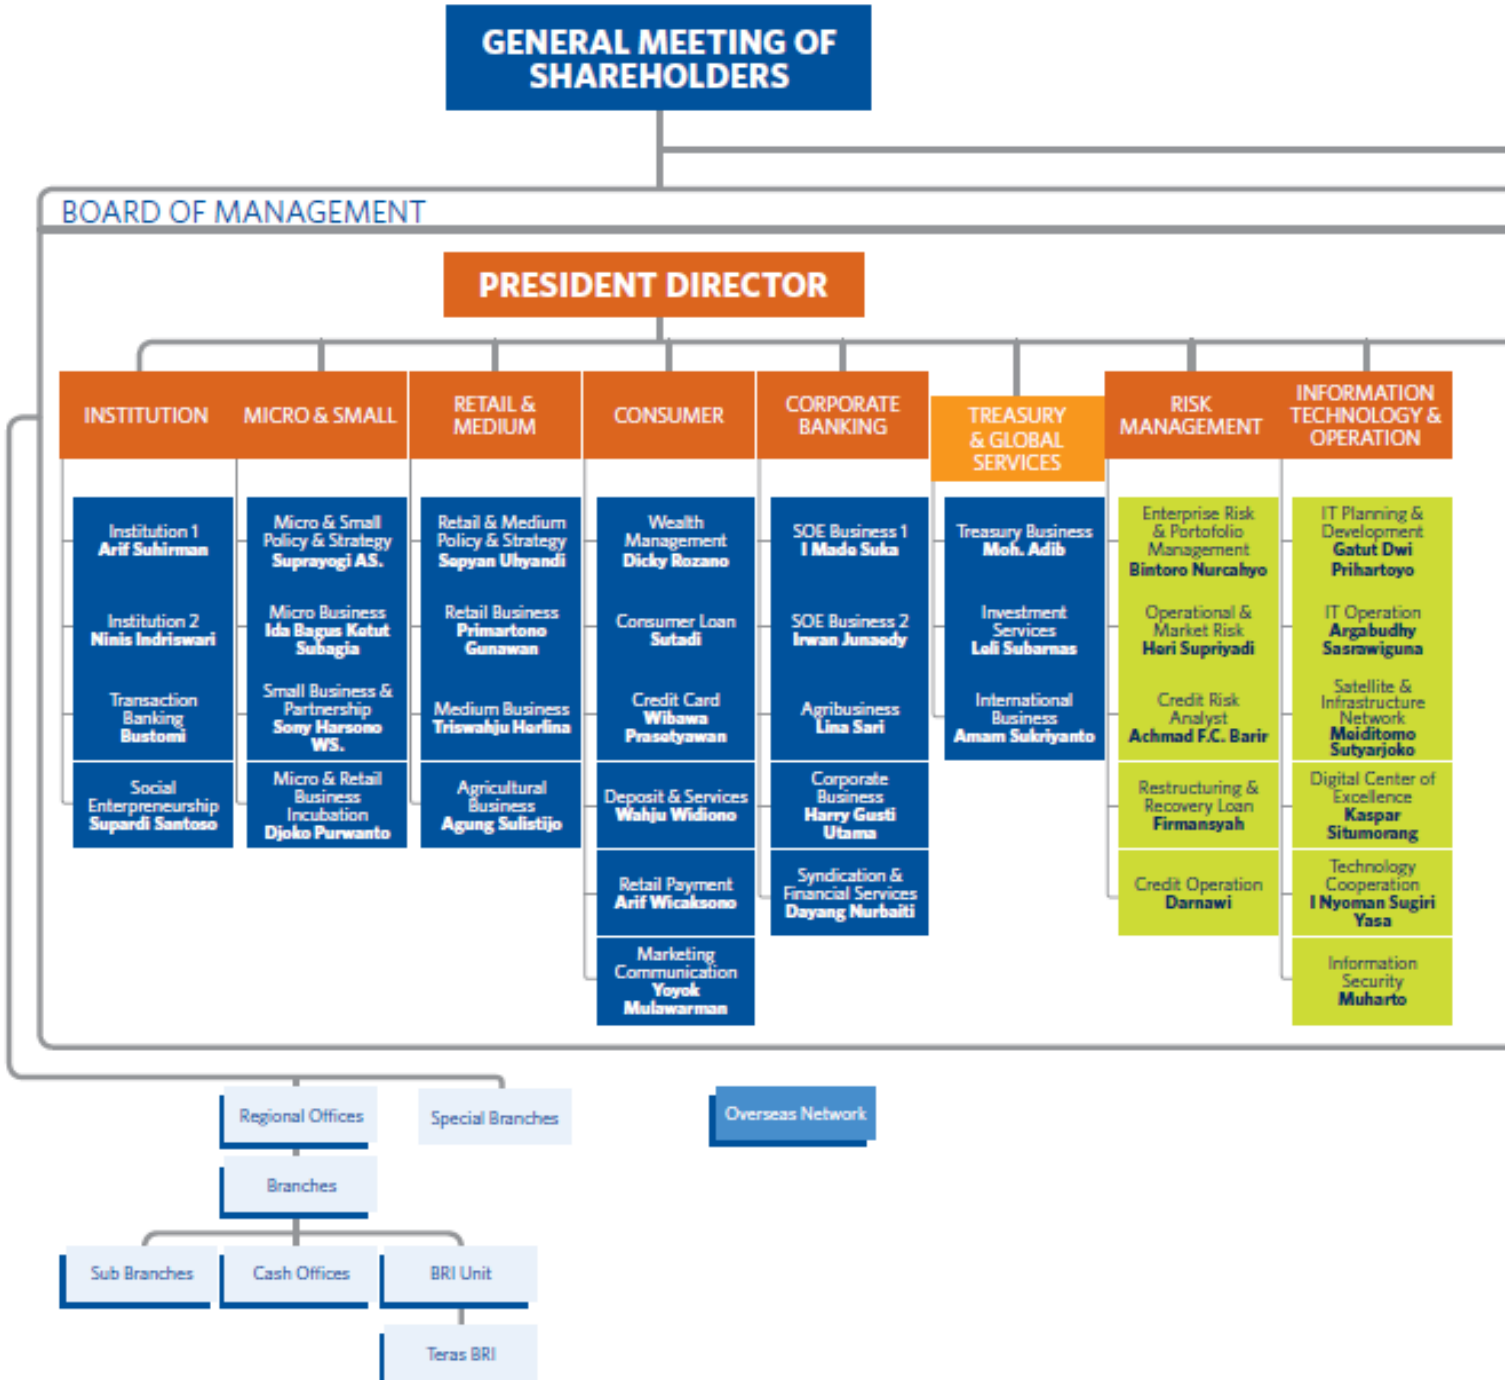 GENERAL MEETING OF
SHAREHOLDERS
BOARD OF MANAGEMENT
PRESIDENT DIRECTOR
INSTITUTION
MICRO & SMALL
RETAIL &
MEDIUM
CONSUMER
CORPORATE
BANKING
TREASURY
& GLOBAL
SERVICES
RISK
MANAGEMENT
INFORMATION
TECHNOLOGY &
OPERATION
Institution 1
Arif Suhirman
Institution 2
Ninis Indriswari
Transaction
Banking
Bustomi
Social
Enterpreneurship
Supardi Santoso
Micro & Small
Policy & Strategy
Suprayogi AS.
Micro Business
Ida Bagus Ketut
Subagia
Small Business &
Partnership
Sony Harsono
WS.
Micro & Retail
Business
Incubation
Djoko Purwanto
Retail & Medium
Policy & Strategy
Sepyan Uhyandi
Retail Business
Primartono
Gunawan
Medium Business
Triswahju Herlina
Agricultural
Business
Agung Sulistijo
Wealth
Management
Dicky Rozano
Consumer Loan
Sutadi
Credit Card
Wibawa
Prasetyawan
Deposit & Services
Wahju Widiono
Retail Payment
Arif Wicaksono
Marketing
Communication
Yoyok
Mulawarman
SOE Business 1
I Made Suka
SOE Business 2
Irwan Junaedy
Agribusiness
Lina Sari
Corporate
Business
Harry Gusti
Utama
Syndication &
Financial Services
Dayang Nurbaiti
Treasury Business
Moh. Adib
Investment
Services
Leli Subarnas
International
Business
Amam Sukriyanto
Enterprise Risk
& Portofolio
Management
Bintoro Nurcahyo
Operational &
Market Risk
Heri Supriyadi
Credit Risk
Analyst
Achmad F.C. Barir
Restructuring &
Recovery Loan
Firmansyah
Credit Operation
Darnawi
IT Planning &
Development
Gatut Dwi
Prihartoyo
IT Operation
Argabudhy
Sasrawiguna
Satellite &
Infrastructure
Network
Meiditomo
Sutyarjoko
Digital Center of
Excellence
Kaspar
Situmorang
Technology
Cooperation
I Nyoman Sugiri
Yasa
Information
Security
Muharto
Regional Offices
Special Branches
Overseas Network
Branches
Sub Branches
Cash Offices
BRI Unit
Teras BRI